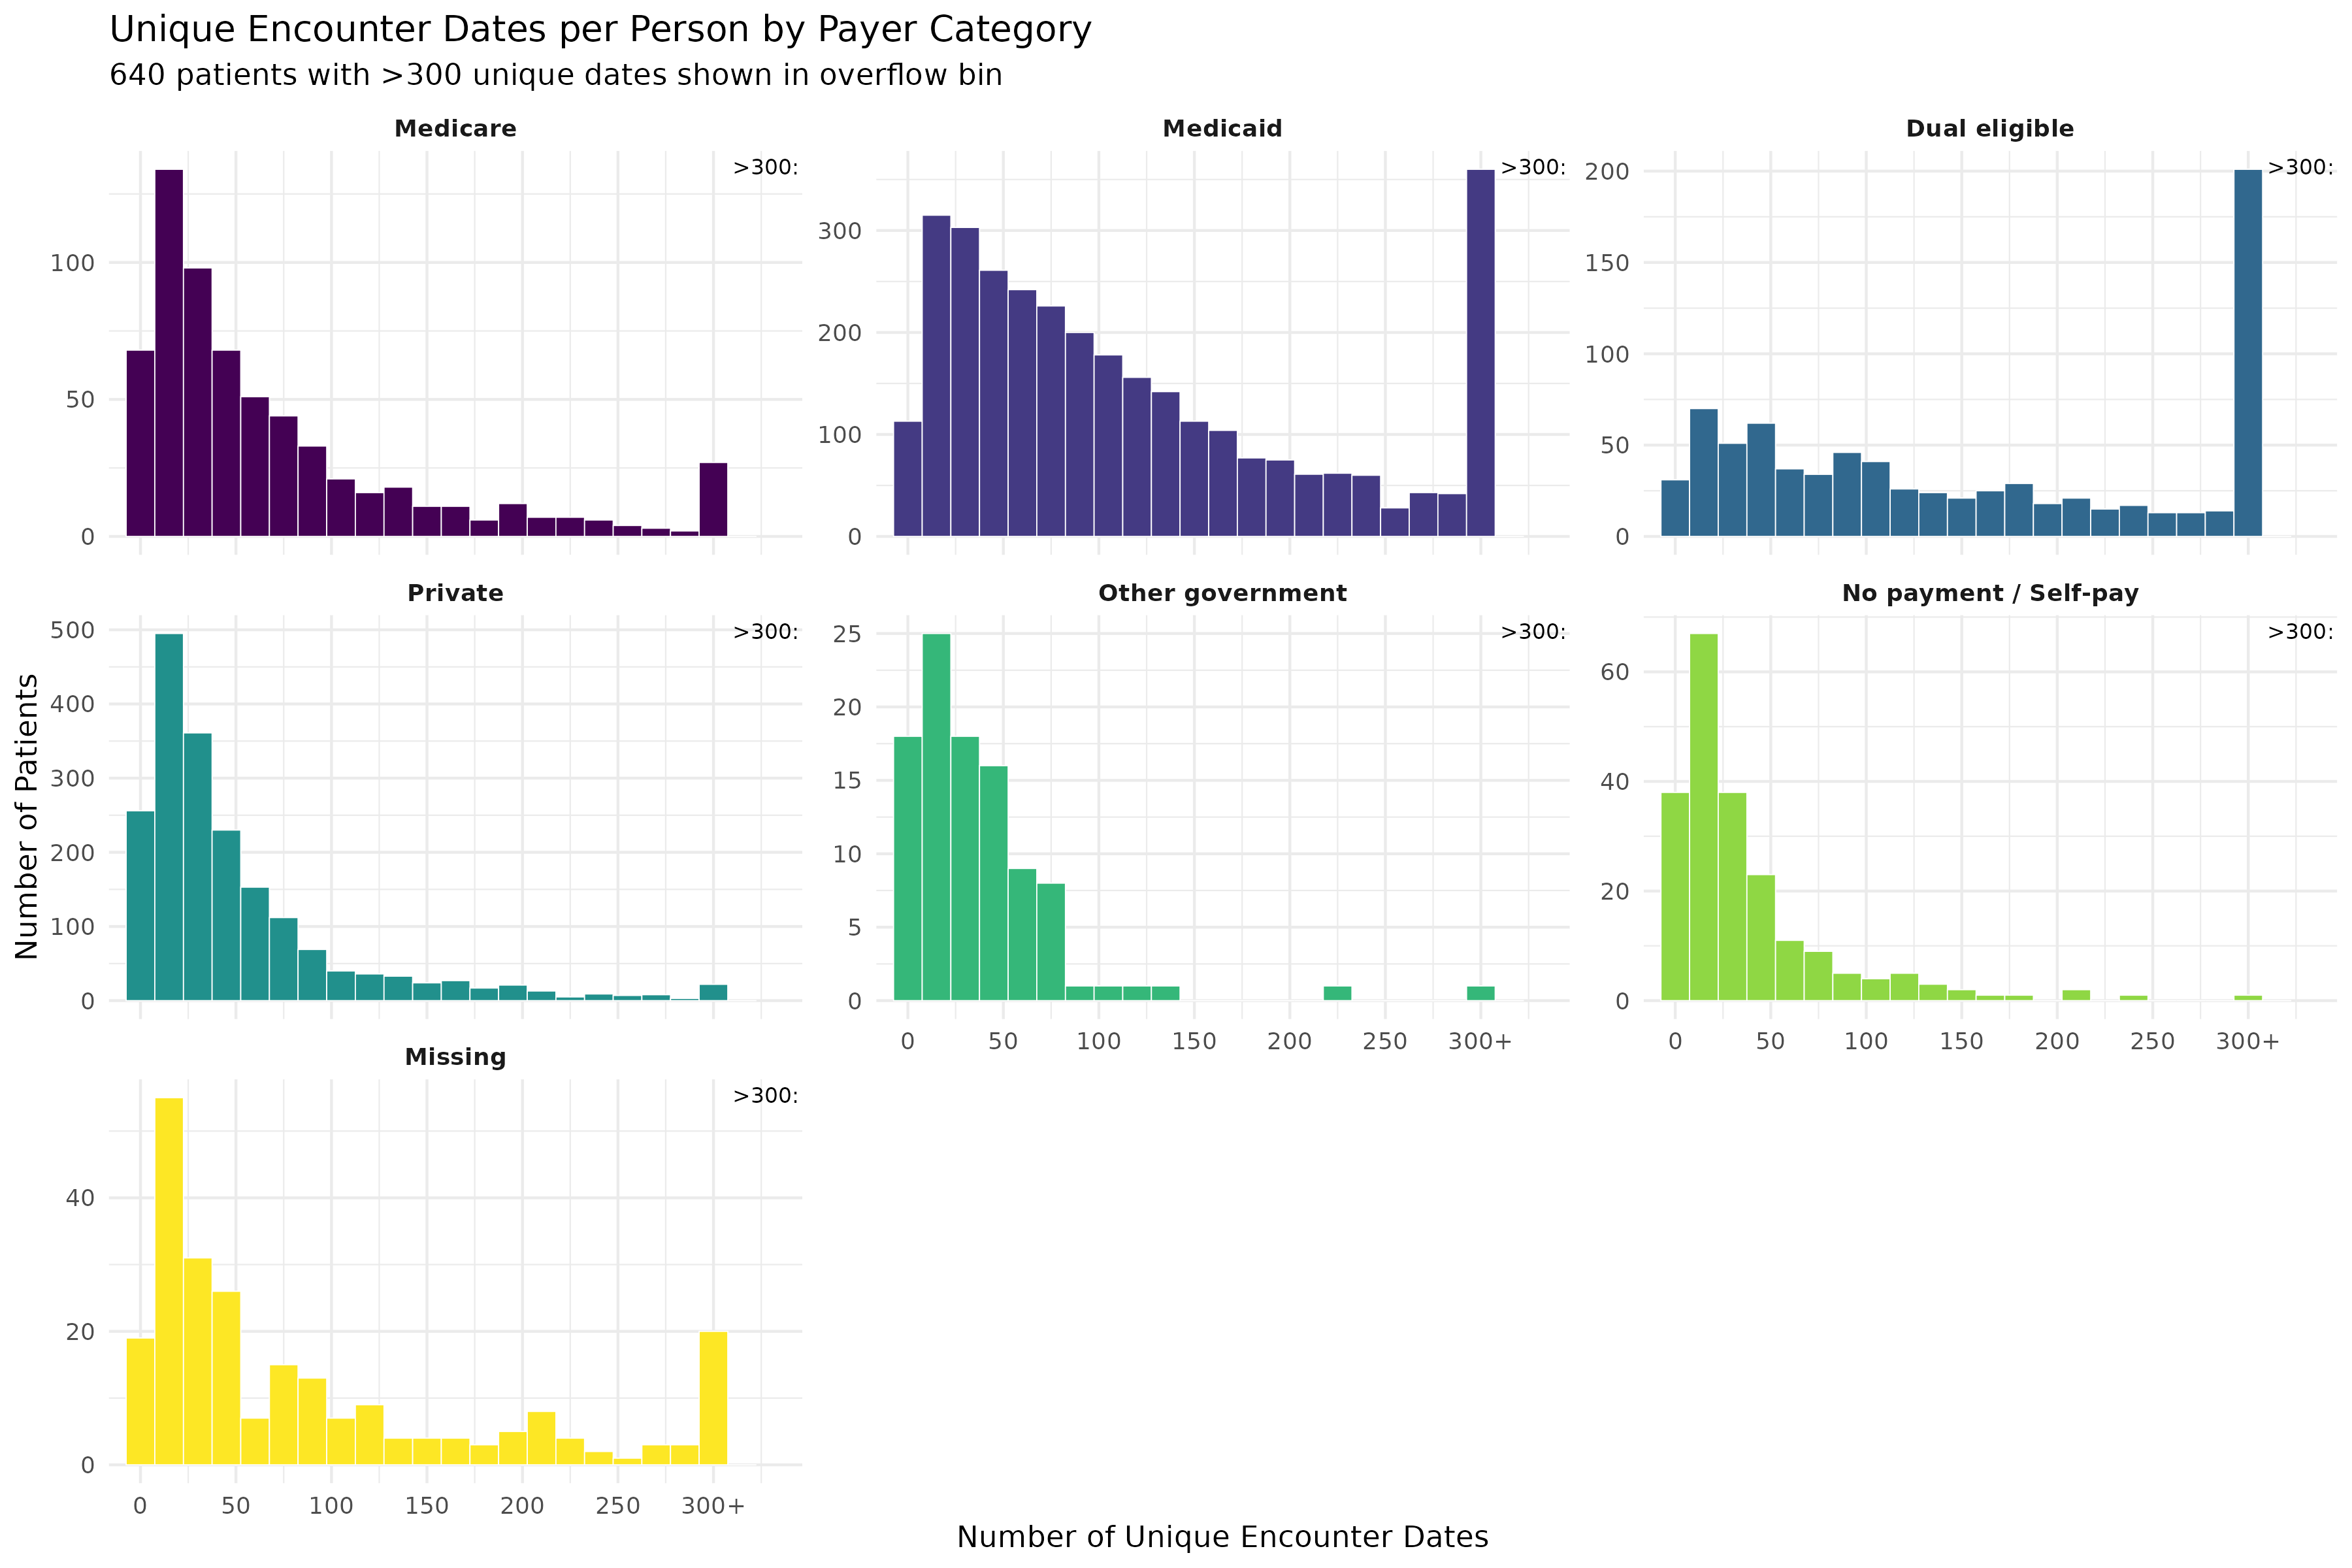 Unique Encounter Dates per Person by Payer Category
640 patients with >300 unique dates shown in overflow bin
Medicare
>300:
100
50
0
Medicaid
>300:
300
200
100
0
Dual eligible
>300:
200
150
100
50
0
Number of Patients
Private
>300:
500
400
300
200
100
0
Other government
>300:
25
20
15
10
5
0
0 50 100 150 200 250 300+
No payment / Self-pay
>300:
60
40
20
0
0 50 100 150 200 250 300+
Missing
>300:
40
20
0
0 50 100 150 200 250 300+
Number of Unique Encounter Dates